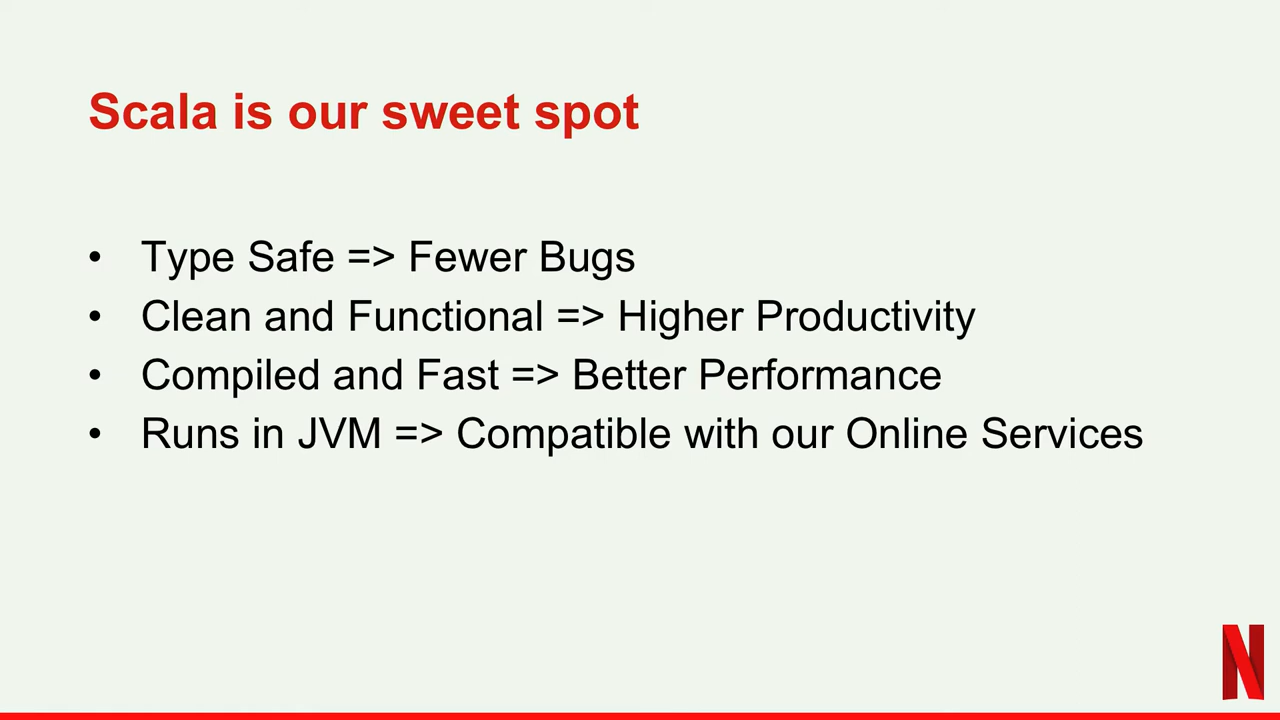 Scala is our sweet spot
• Type Safe => Fewer Bugs
• Clean and Functional => Higher Productivity
• Compiled and Fast => Better Performance
• Runs in JVM => Compatible with our Online Services
N